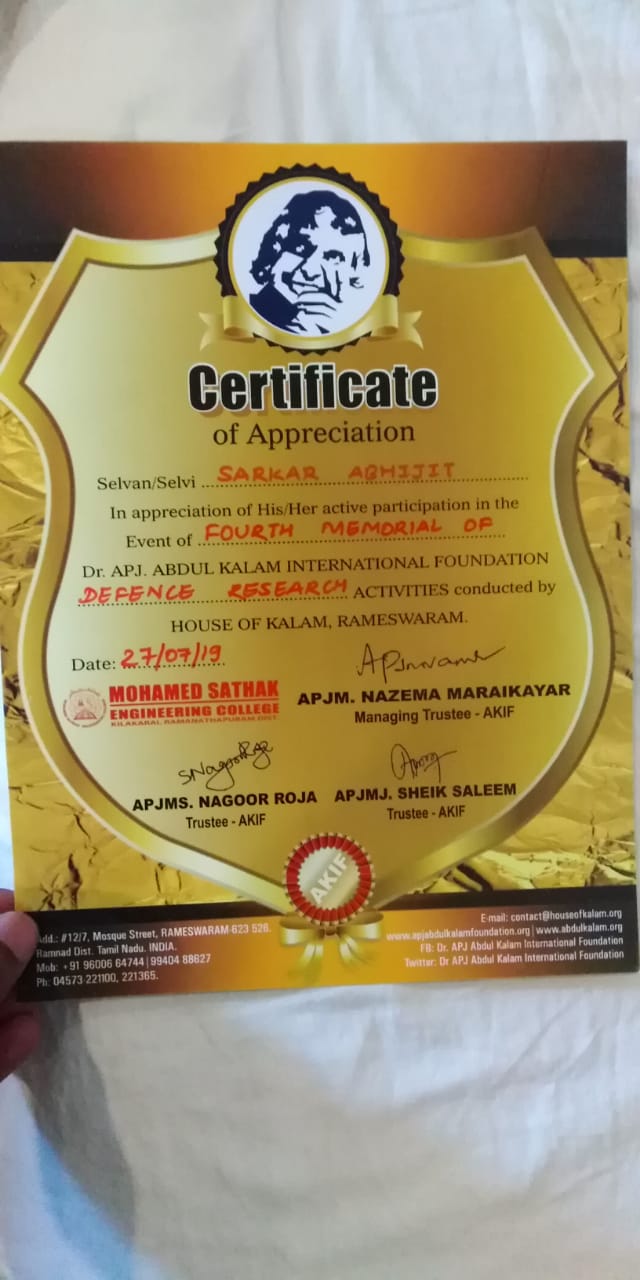 Certificate
of Appreciation
Selvan/Selvi SARKAR ABHIJIT
In appreciation of His/Her active participation in the
Event of FOURTH MEMORIAL OF
Dr. APJ. ABDUL KALAM INTERNATIONAL FOUNDATION
DEFENCE RESEARCH ACTIVITIES conducted by
HOUSE OF KALAM, RAMESWARAM.
Date: 27/07/19
MOHAMED SATHAK
ENGINEERING COLLEGE
KILAKARAI, RAMANATHAPURAM DIST.
APJM. NAZEMA MARAIKAYAR
Managing Trustee - AKIF
SNagoorRoja
APJMS. NAGOOR ROJA
Trustee - AKIF
APJMJ. SHEIK SALEEM
Trustee - AKIF
AKIF
Add.: #12/7, Mosque Street, RAMESWARAM-623 526.
Ramnad Dist. Tamil Nadu. INDIA.
Mob: +91 96006 64744 | 99404 88627
Ph: 04573 221100, 221365.
E-mail: contact@houseofkalam.org
www.apjabdulkalamfoundation.org | www.abdulkalam.org
FB: Dr. APJ Abdul Kalam International Foundation
Twitter: Dr APJ Abdul Kalam International Foundation